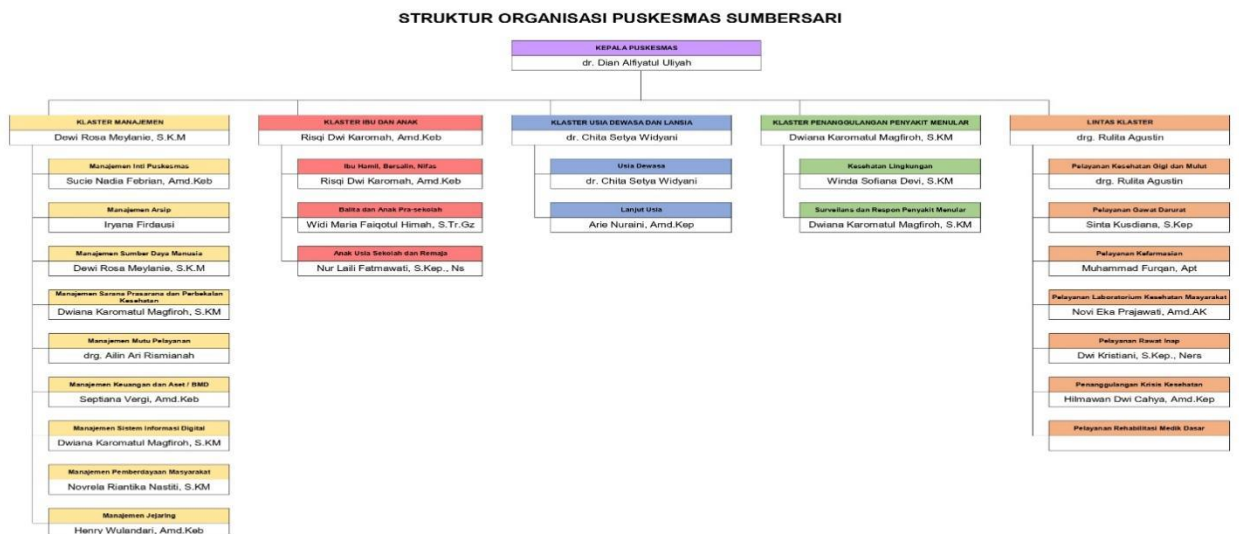 STRUKTUR ORGANISASI PUSKESMAS SUMBERSARI
KEPALA PUSKESMAS
dr. Dian Alfiyatul Uliyah
KLASTER MANAJEMEN
Dewi Rosa Meylanie, S.K.M
Manajemen Inti Puskesmas
Sucie Nadia Febrian, Amd.Keb
Manajemen Arsip
Iryana Firdausi
Manajemen Sumber Daya Manusia
Dewi Rosa Meylanie, S.K.M
Manajemen Sarana Prasarana dan Perbekalan
Kesehatan
Dwiana Karomatul Magfiroh, S.KM
Manajemen Mutu Pelayanan
drg. Ailin Ari Rismianah
Manajemen Keuangan dan Aset / BMD
Septiana Vergi, Amd.Keb
Manajemen Sistem Informasi Digital
Dwiana Karomatul Magfiroh, S.KM
Manajemen Pemberdayaan Masyarakat
Novrela Riantika Nastiti, S.KM
Manajemen Jejaring
Henry Wulandari, Amd.Keb
KLASTER IBU DAN ANAK
Risqi Dwi Karomah, Amd.Keb
Ibu Hamil, Bersalin, Nifas
Risqi Dwi Karomah, Amd.Keb
Balita dan Anak Pra-sekolah
Widi Maria Faiqotul Himah, S.Tr.Gz
Anak Usia Sekolah dan Remaja
Nur Laili Fatmawati, S.Kep., Ns
KLASTER USIA DEWASA DAN LANSIA
dr. Chita Setya Widyani
Usia Dewasa
dr. Chita Setya Widyani
Lanjut Usia
Arie Nuraini, Amd.Kep
KLASTER PENANGGULANGAN PENYAKIT MENULAR
Dwiana Karomatul Magfiroh, S.KM
Kesehatan Lingkungan
Winda Sofiana Devi, S.KM
Surveilans dan Respon Penyakit Menular
Dwiana Karomatul Magfiroh, S.KM
LINTAS KLASTER
drg. Rulita Agustin
Pelayanan Kesehatan Gigi dan Mulut
drg. Rulita Agustin
Pelayanan Gawat Darurat
Sinta Kusdiana, S.Kep
Pelayanan Kefarmasian
Muhammad Furqan, Apt
Pelayanan Laboratorium Kesehatan Masyarakat
Novi Eka Prajawati, Amd.AK
Pelayanan Rawat Inap
Dwi Kristiani, S.Kep., Ners
Penanggulangan Krisis Kesehatan
Hilmawan Dwi Cahya, Amd.Kep
Pelayanan Rehabilitasi Medik Dasar